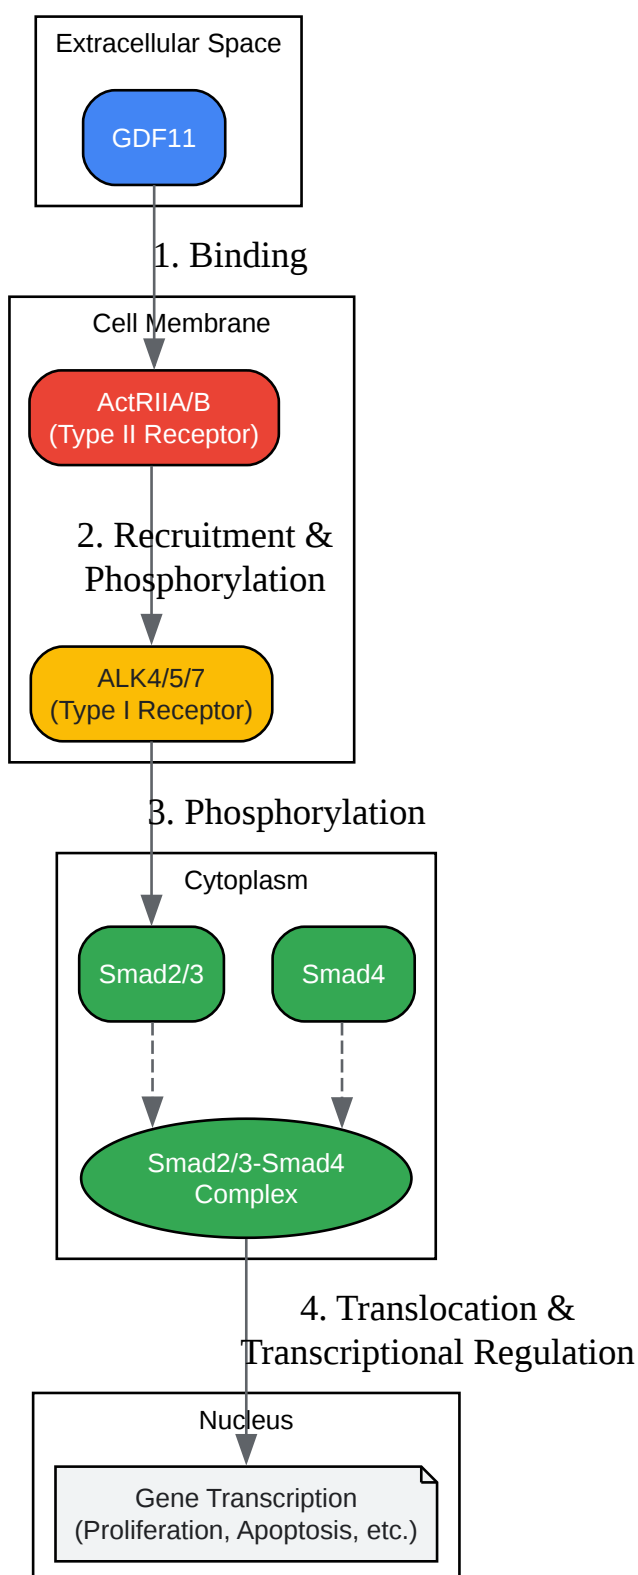 Extracellular Space
GDF11
1. Binding
Cell Membrane
ActRIIA/B
(Type II Receptor)
2. Recruitment &
Phosphorylation
ALK4/5/7
(Type I Receptor)
3. Phosphorylation
Cytoplasm
Smad2/3
Smad4
Smad2/3-Smad4
Complex
4. Translocation &
Transcriptional Regulation
Nucleus
Gene Transcription
(Proliferation, Apoptosis, etc.)